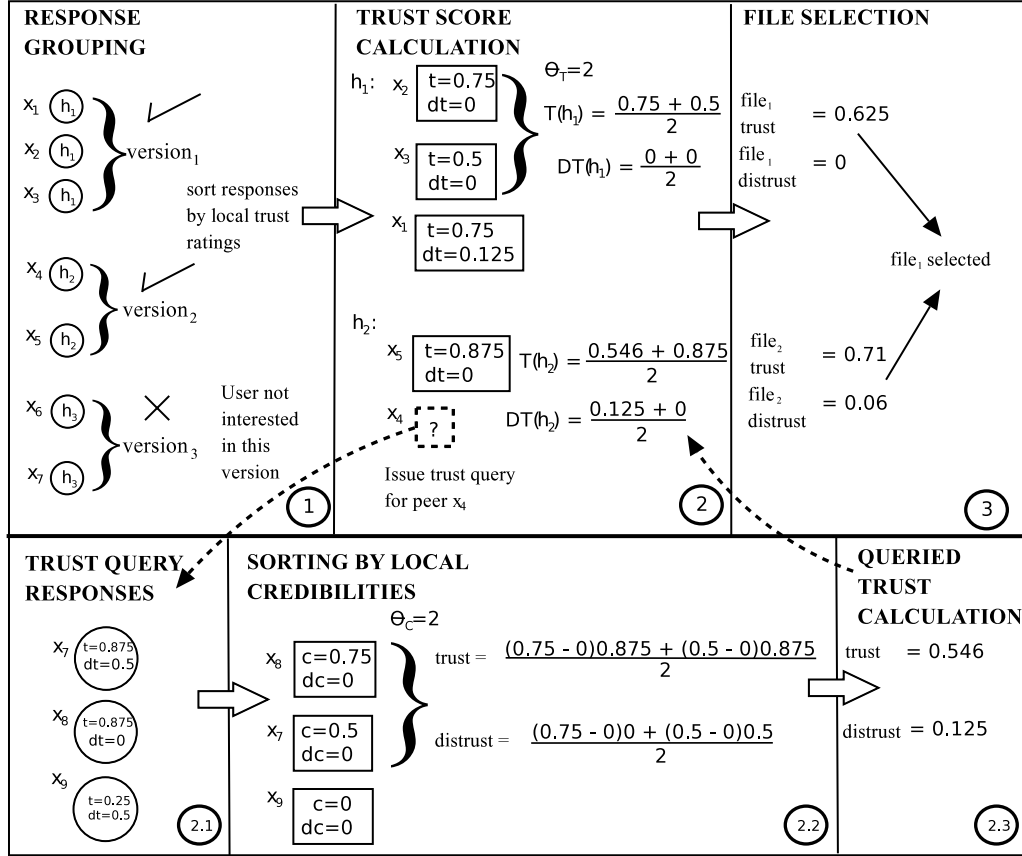 RESPONSE
GROUPING
x₁ h₁
x₂ h₁
x₃ h₁
version₁
sort responses
by local trust
ratings
x₄ h₂
x₅ h₂
version₂
x₆ h₃
x₇ h₃
version₃
User not
interested
in this
version
1
TRUST SCORE
CALCULATION
h₁:
x₂ t=0.75
dt=0
x₃ t=0.5
dt=0
x₁ t=0.75
dt=0.125
Ɵ_T=2
T(h₁) = 0.75 + 0.5
2
DT(h₁) = 0 + 0
2
h₂:
x₅ t=0.875
dt=0
T(h₂) = 0.546 + 0.875
2
x₄ ?
DT(h₂) = 0.125 + 0
2
Issue trust query
for peer x₄
2
FILE SELECTION
file₁
trust = 0.625
file₁
distrust = 0
file₁ selected
file₂
trust = 0.71
file₂
distrust = 0.06
3
TRUST QUERY
RESPONSES
x₇ t=0.875
dt=0.5
x₈ t=0.875
dt=0
x₉ t=0.25
dt=0.5
2.1
SORTING BY LOCAL
CREDIBILITIES
Ɵ_C=2
x₈ c=0.75
dc=0
x₇ c=0.5
dc=0
x₉ c=0
dc=0
trust = (0.75 - 0)0.875 + (0.5 - 0)0.875
2
distrust = (0.75 - 0)0 + (0.5 - 0)0.5
2
2.2
QUERIED
TRUST
CALCULATION
trust = 0.546
distrust = 0.125
2.3